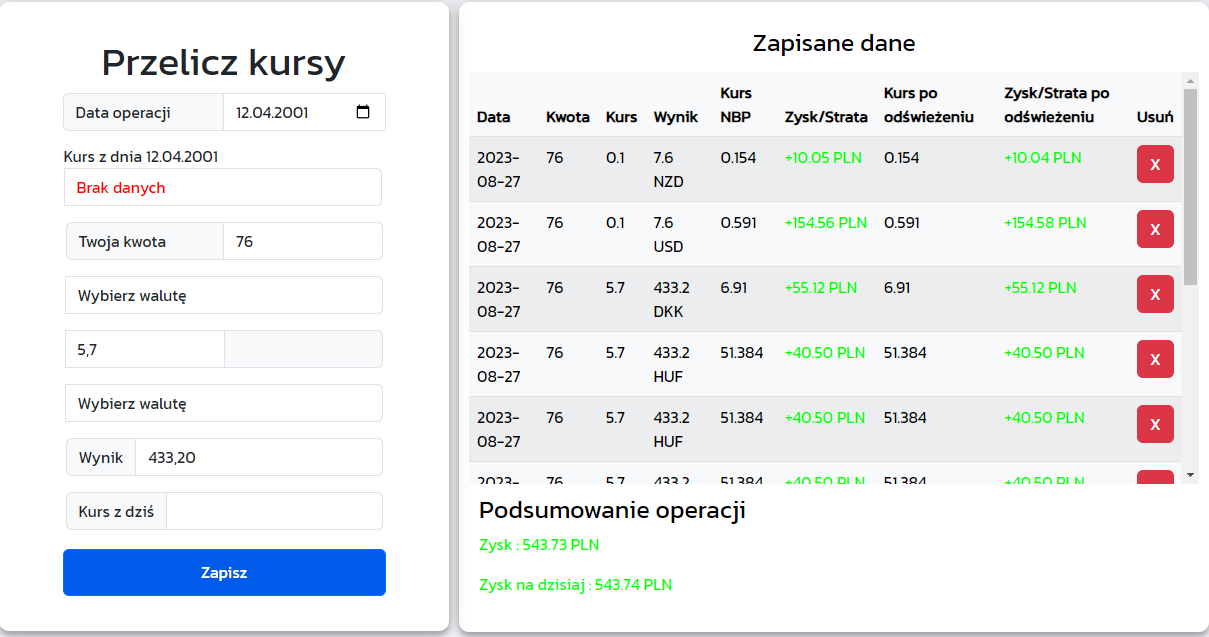 Przelicz kursy
Data operacji 12.04.2001
Kurs z dnia 12.04.2001
Brak danych
Twoja kwota 76
Wybierz walutę
5,7
Wybierz walutę
Wynik 433,20
Kurs z dziś
Zapisz
Zapisane dane
Data Kwota Kurs Wynik Kurs NBP Zysk/Strata Kurs po odświeżeniu Zysk/Strata po odświeżeniu Usuń
2023-08-27 76 0.1 7.6 NZD 0.154 +10.05 PLN 0.154 +10.04 PLN X
2023-08-27 76 0.1 7.6 USD 0.591 +154.56 PLN 0.591 +154.58 PLN X
2023-08-27 76 5.7 433.2 DKK 6.91 +55.12 PLN 6.91 +55.12 PLN X
2023-08-27 76 5.7 433.2 HUF 51.384 +40.50 PLN 51.384 +40.50 PLN X
2023-08-27 76 5.7 433.2 HUF 51.384 +40.50 PLN 51.384 +40.50 PLN X
2023- 76 5.7 433.2 51.384 +40.50 PLN 51.384 +40.50 PLN
Podsumowanie operacji
Zysk : 543.73 PLN
Zysk na dzisiaj : 543.74 PLN